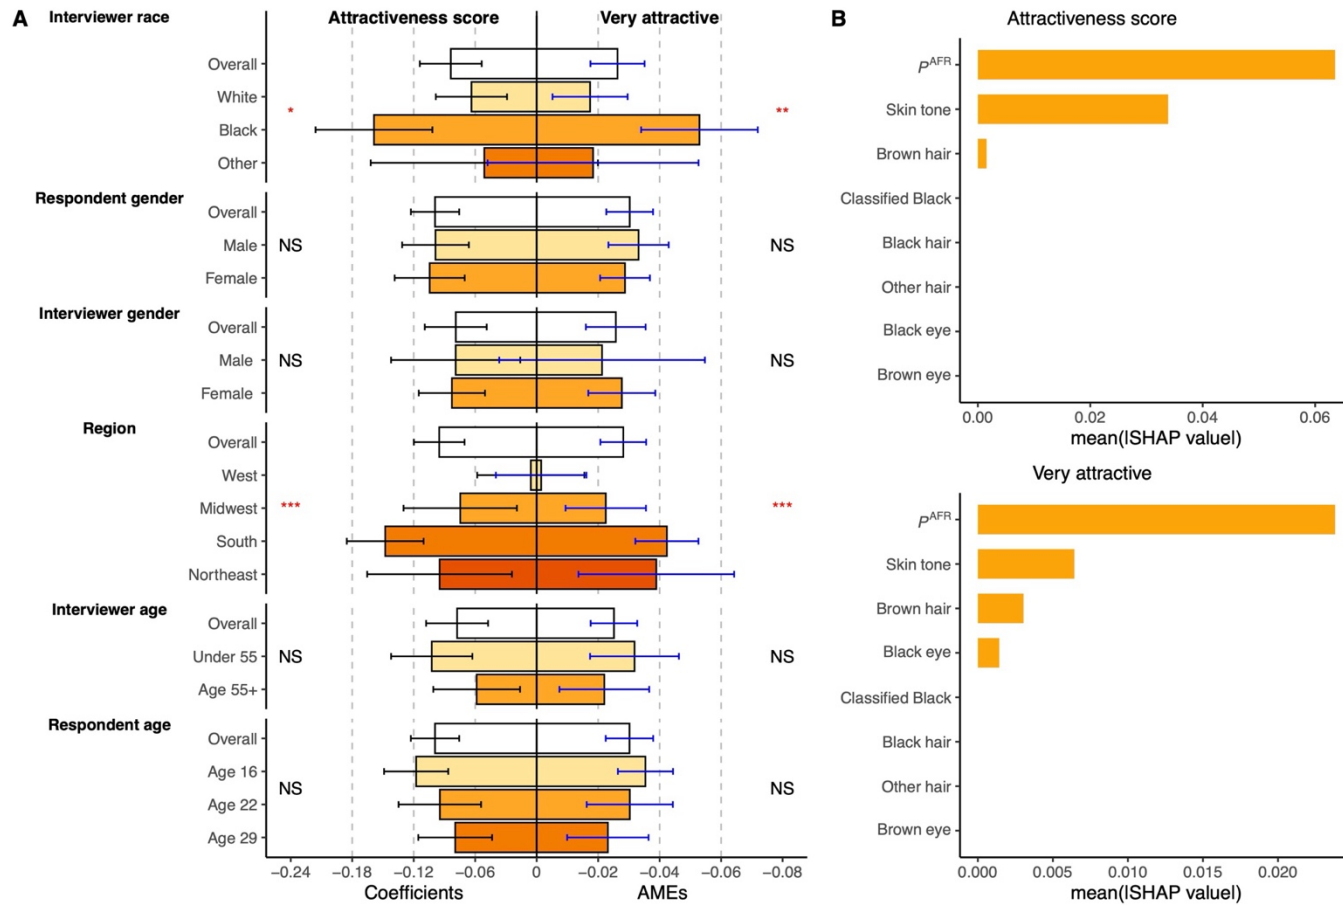 A
Interviewer race
Attractiveness score
Very attractive
Overall
White
Black
Other
*
**
Respondent gender
Overall
Male
Female
NS
NS
Interviewer gender
Overall
Male
Female
NS
NS
Region
Overall
West
Midwest
South
Northeast
***
***
Interviewer age
Overall
Under 55
Age 55+
NS
NS
Respondent age
Overall
Age 16
Age 22
Age 29
NS
NS
−0.24 −0.18 −0.12 −0.06 0 −0.02 −0.04 −0.06 −0.08
Coefficients AMEs
B
Attractiveness score
PAFR
Skin tone
Brown hair
Classified Black
Black hair
Other hair
Black eye
Brown eye
0.00 0.02 0.04 0.06
mean(|SHAP value|)
Very attractive
PAFR
Skin tone
Brown hair
Black eye
Classified Black
Black hair
Other hair
Brown eye
0.000 0.005 0.010 0.015 0.020
mean(|SHAP value|)